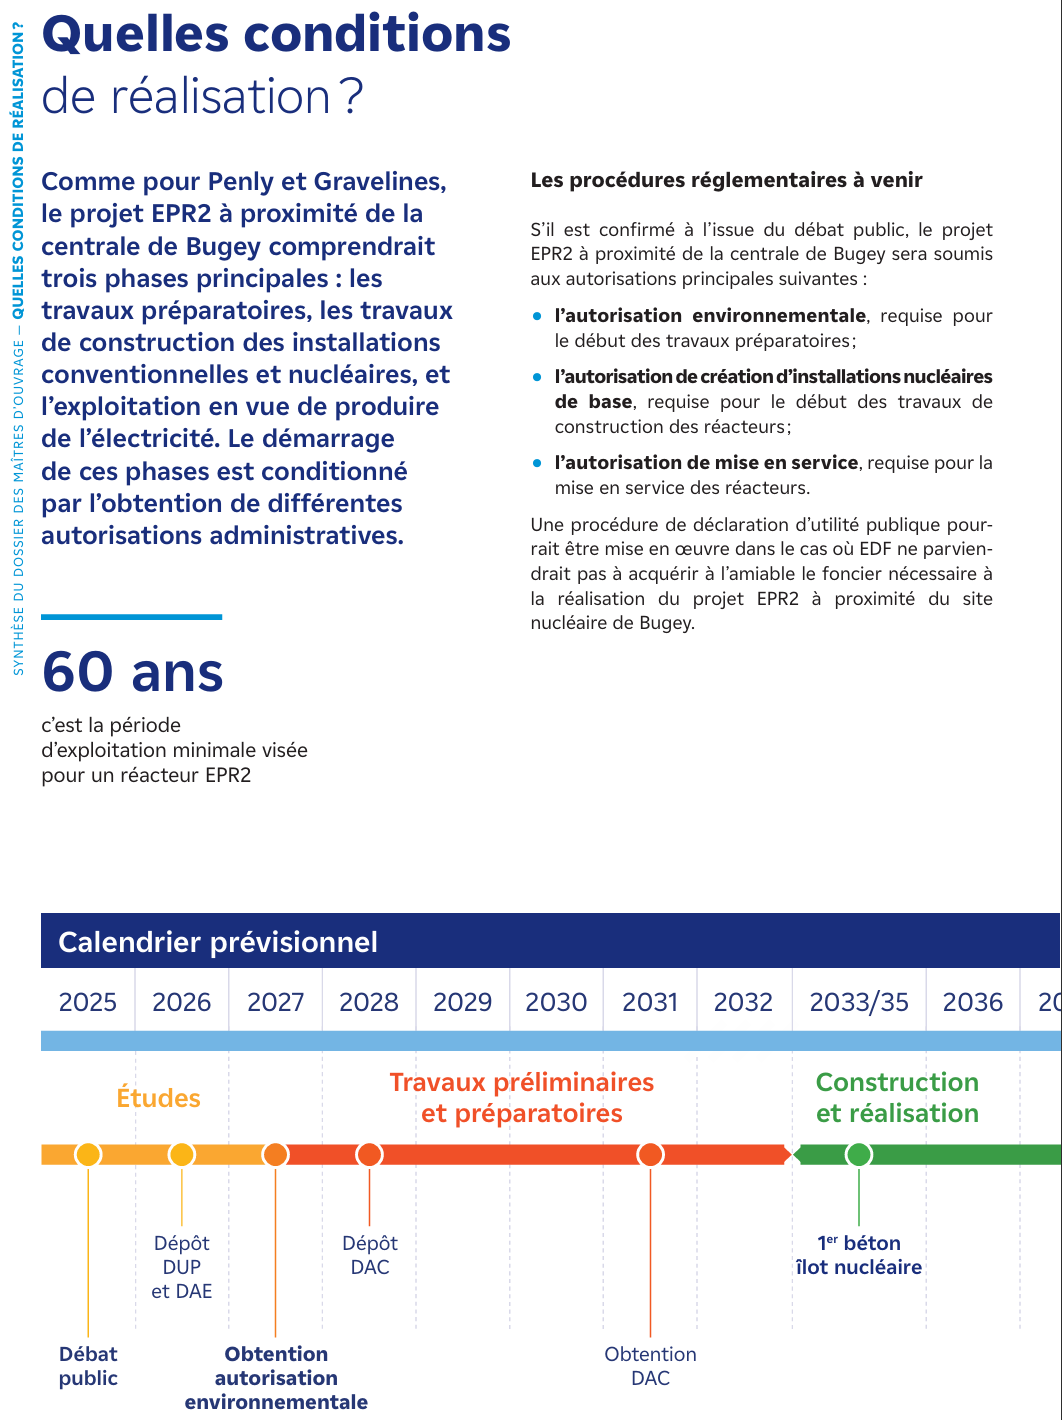 Quelles conditions
de réalisation ?
SYNTHÈSE DU DOSSIER DES MAÎTRES D'OUVRAGE – QUELLES CONDITIONS DE RÉALISATION ?
Comme pour Penly et Gravelines,
le projet EPR2 à proximité de la
centrale de Bugey comprendrait
trois phases principales : les
travaux préparatoires, les travaux
de construction des installations
conventionnelles et nucléaires, et
l'exploitation en vue de produire
de l'électricité. Le démarrage
de ces phases est conditionné
par l'obtention de différentes
autorisations administratives.
60 ans
c'est la période
d'exploitation minimale visée
pour un réacteur EPR2
Les procédures réglementaires à venir
S'il est confirmé à l'issue du débat public, le projet
EPR2 à proximité de la centrale de Bugey sera soumis
aux autorisations principales suivantes :
• l'autorisation environnementale, requise pour
le début des travaux préparatoires ;
• l'autorisation de création d'installations nucléaires
de base, requise pour le début des travaux de
construction des réacteurs ;
• l'autorisation de mise en service, requise pour la
mise en service des réacteurs.
Une procédure de déclaration d'utilité publique pour-
rait être mise en œuvre dans le cas où EDF ne parvien-
drait pas à acquérir à l'amiable le foncier nécessaire à
la réalisation du projet EPR2 à proximité du site
nucléaire de Bugey.
Calendrier prévisionnel
2025 2026 2027 2028 2029 2030 2031 2032 2033/35 2036
Études
Travaux préliminaires
et préparatoires
Construction
et réalisation
Dépôt
DUP
et DAE
Dépôt
DAC
1er béton
îlot nucléaire
Débat
public
Obtention
autorisation
environnementale
Obtention
DAC